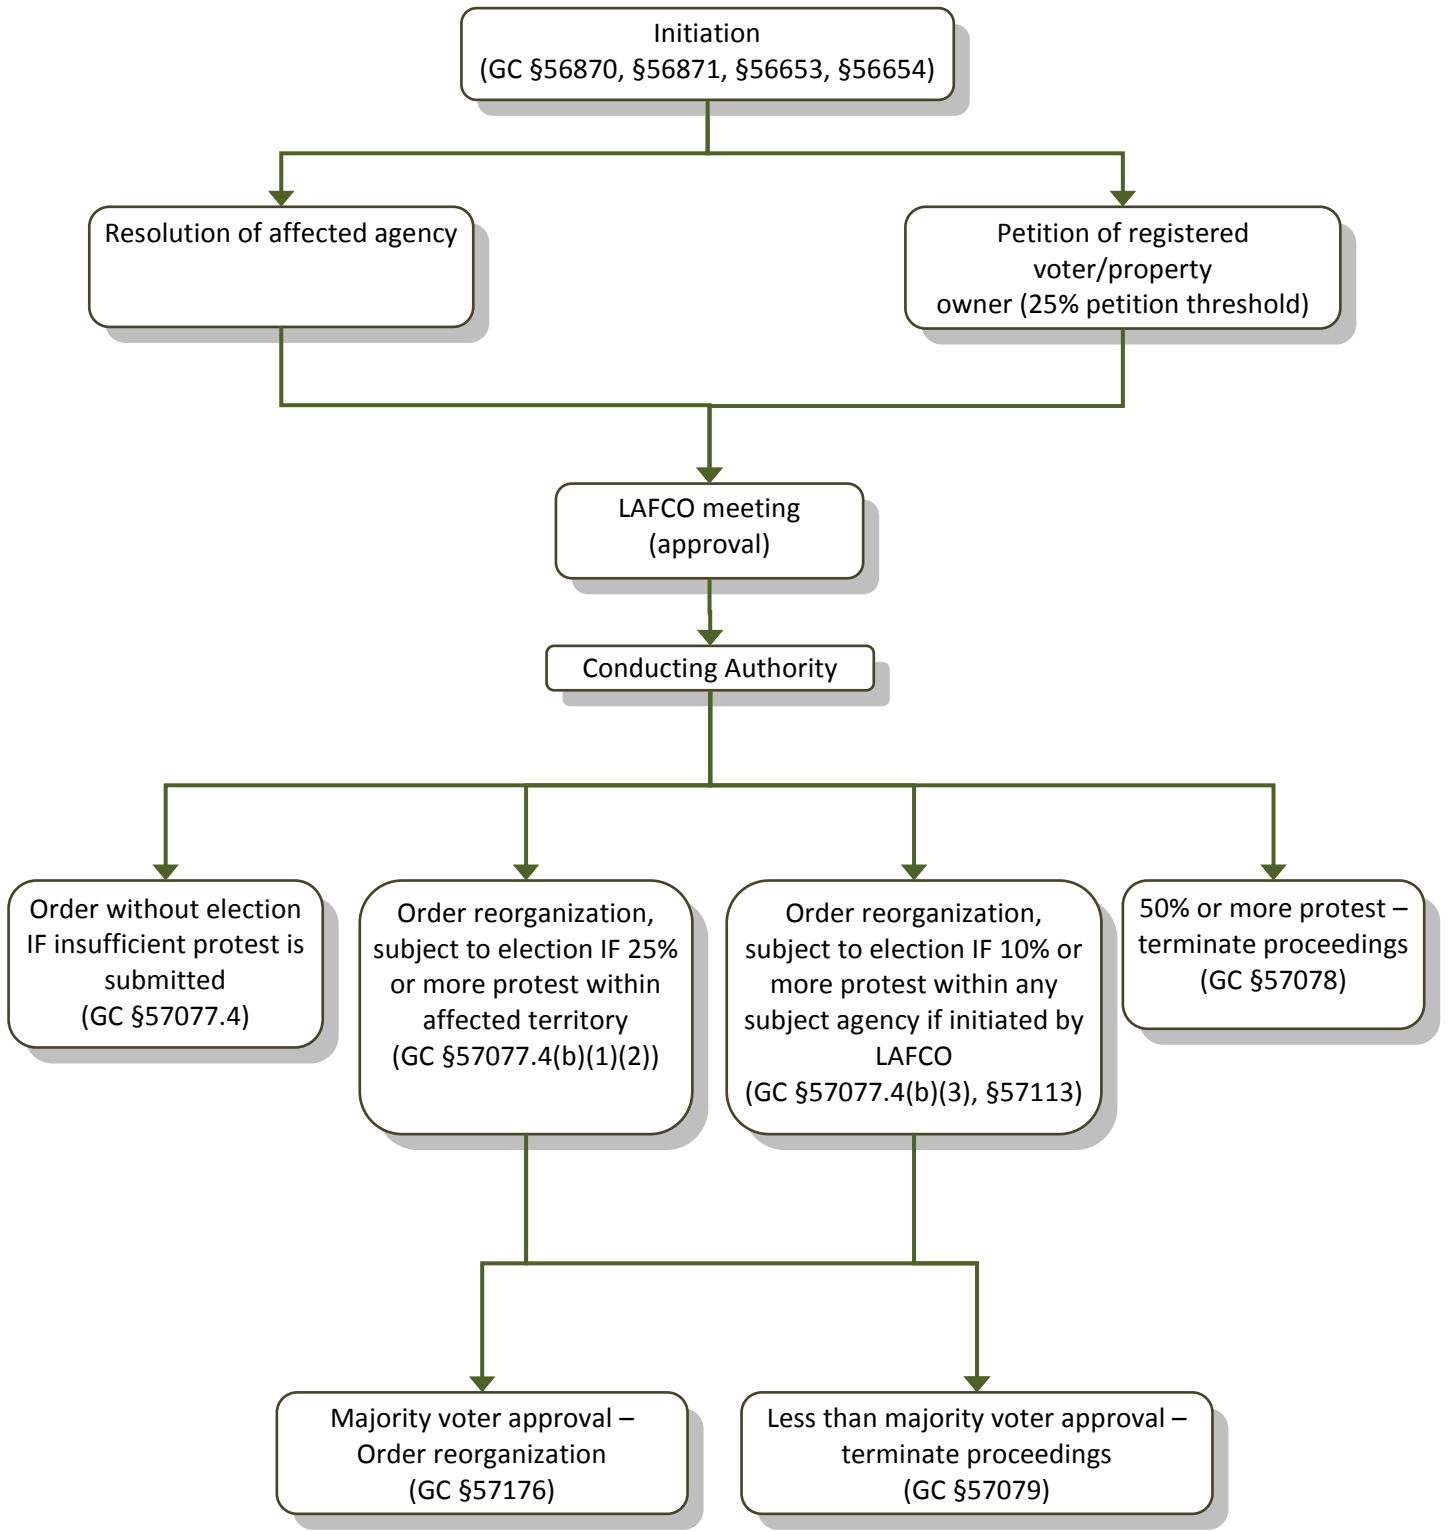 Initiation
(GC §56870, §56871, §56653, §56654)
Resolution of affected agency
Petition of registered
voter/property
owner (25% petition threshold)
LAFCO meeting
(approval)
Conducting Authority
Order without election
IF insufficient protest is
submitted
(GC §57077.4)
Order reorganization,
subject to election IF 25%
or more protest within
affected territory
(GC §57077.4(b)(1)(2))
Order reorganization,
subject to election IF 10% or
more protest within any
subject agency if initiated by
LAFCO
(GC §57077.4(b)(3), §57113)
50% or more protest –
terminate proceedings
(GC §57078)
Majority voter approval –
Order reorganization
(GC §57176)
Less than majority voter approval –
terminate proceedings
(GC §57079)